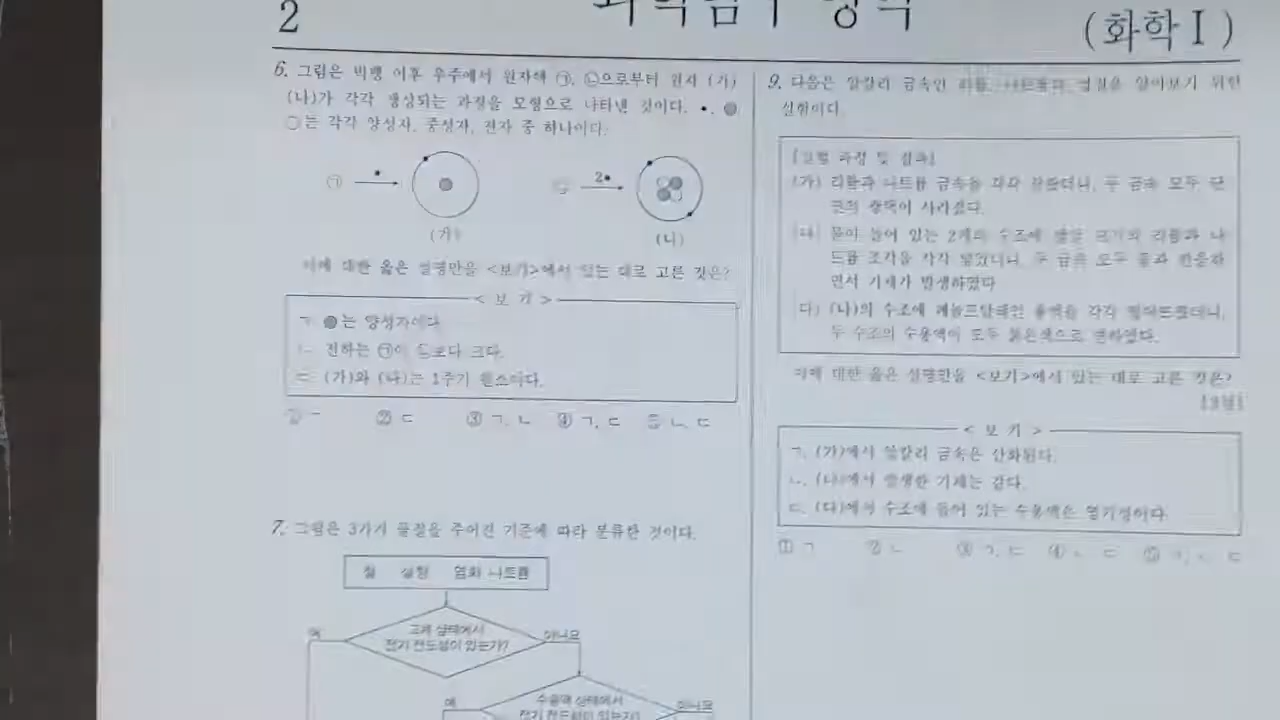 2
(화학 I)
6. 그림은 빅뱅 이후 우주에서 원자핵 ㉠, ㉡으로부터 원자 (가)
(나)가 각각 생성되는 과정을 모형으로 나타낸 것이다. •, ●
○는 각각 양성자, 중성자, 전자 중 하나이다.
㉠ • (가)
㉡ 2• (나)
이에 대한 옳은 설명만을 <보기>에서 있는 대로 고른 것은?
<보 기>
ㄱ. ●는 양성자이다.
ㄴ. 전하는 ㉠이 ㉡보다 크다.
ㄷ. (가)와 (나)는 1주기 원소이다.
① ㄱ ② ㄷ ③ ㄱ, ㄴ ④ ㄱ, ㄷ ⑤ ㄴ, ㄷ
7. 그림은 3가지 물질을 주어진 기준에 따라 분류한 것이다.
철 설탕 염화 나트륨
고체 상태에서
전기 전도성이 있는가?
예 아니요
수용액 상태에서
전기 전도성이 있는가?
예 아니요
9. 다음은 알칼리 금속인 리튬, 나트륨의 성질을 알아보기 위한
실험이다.
[실험 과정 및 결과]
(가) 리튬과 나트륨 금속을 각각 잘랐더니, 두 금속 모두 단
면의 광택이 사라졌다.
(나) 물이 들어 있는 2개의 수조에 같은 크기의 리튬과 나
트륨 조각을 각각 넣었더니, 두 금속 모두 물과 반응하
면서 기체가 발생하였다.
(다) (나)의 수조에 페놀프탈레인 용액을 각각 떨어뜨렸더니,
두 수조의 수용액이 모두 붉은색으로 변하였다.
이에 대한 옳은 설명만을 <보기>에서 있는 대로 고른 것은?
[3점]
<보 기>
ㄱ. (가)에서 알칼리 금속은 산화된다.
ㄴ. (나)에서 발생한 기체는 같다.
ㄷ. (다)에서 수조에 들어 있는 수용액은 염기성이다.
① ㄱ ② ㄴ ③ ㄱ, ㄷ ④ ㄴ, ㄷ ⑤ ㄱ, ㄴ, ㄷ